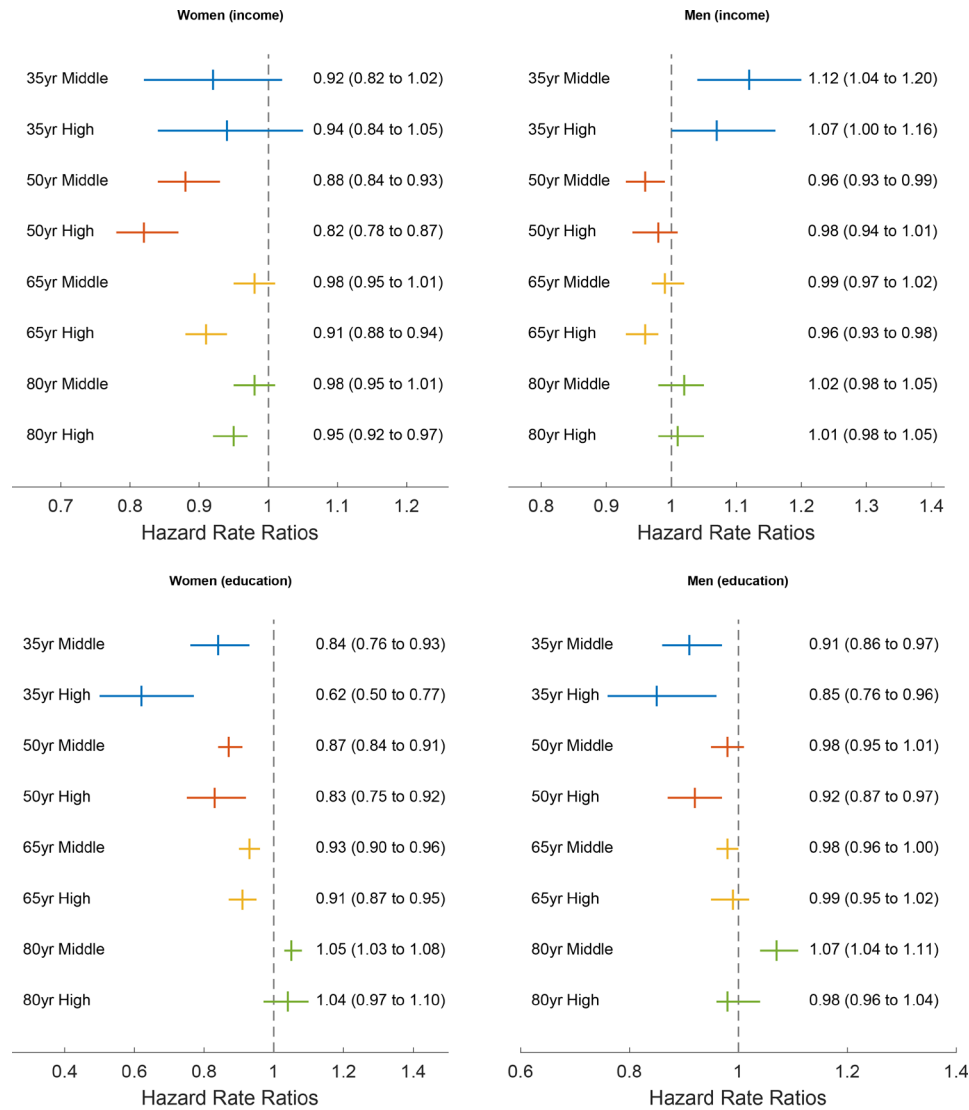 Women (income)
35yr Middle 0.92 (0.82 to 1.02)
35yr High 0.94 (0.84 to 1.05)
50yr Middle 0.88 (0.84 to 0.93)
50yr High 0.82 (0.78 to 0.87)
65yr Middle 0.98 (0.95 to 1.01)
65yr High 0.91 (0.88 to 0.94)
80yr Middle 0.98 (0.95 to 1.01)
80yr High 0.95 (0.92 to 0.97)
0.7 0.8 0.9 1 1.1 1.2
Hazard Rate Ratios
Men (income)
35yr Middle 1.12 (1.04 to 1.20)
35yr High 1.07 (1.00 to 1.16)
50yr Middle 0.96 (0.93 to 0.99)
50yr High 0.98 (0.94 to 1.01)
65yr Middle 0.99 (0.97 to 1.02)
65yr High 0.96 (0.93 to 0.98)
80yr Middle 1.02 (0.98 to 1.05)
80yr High 1.01 (0.98 to 1.05)
0.8 0.9 1 1.1 1.2 1.3 1.4
Hazard Rate Ratios
Women (education)
35yr Middle 0.84 (0.76 to 0.93)
35yr High 0.62 (0.50 to 0.77)
50yr Middle 0.87 (0.84 to 0.91)
50yr High 0.83 (0.75 to 0.92)
65yr Middle 0.93 (0.90 to 0.96)
65yr High 0.91 (0.87 to 0.95)
80yr Middle 1.05 (1.03 to 1.08)
80yr High 1.04 (0.97 to 1.10)
0.4 0.6 0.8 1 1.2 1.4
Hazard Rate Ratios
Men (education)
35yr Middle 0.91 (0.86 to 0.97)
35yr High 0.85 (0.76 to 0.96)
50yr Middle 0.98 (0.95 to 1.01)
50yr High 0.92 (0.87 to 0.97)
65yr Middle 0.98 (0.96 to 1.00)
65yr High 0.99 (0.95 to 1.02)
80yr Middle 1.07 (1.04 to 1.11)
80yr High 0.98 (0.96 to 1.04)
0.6 0.8 1 1.2 1.4
Hazard Rate Ratios